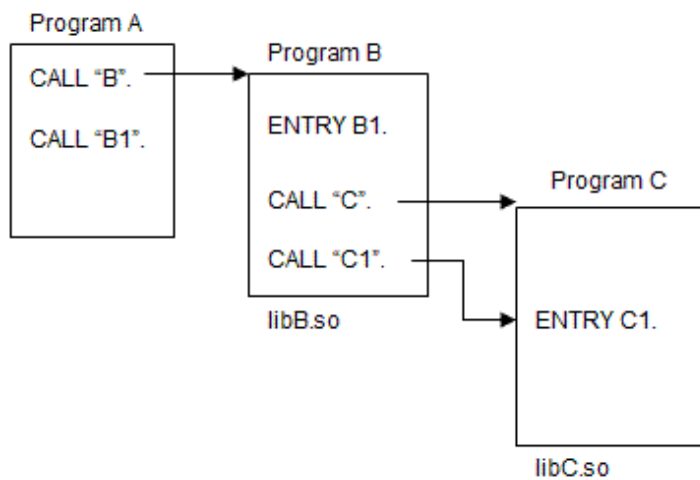 Program A
CALL “B”.
CALL “B1”.
Program B
ENTRY B1.
CALL “C”.
CALL “C1”.
libB.so
Program C
ENTRY C1.
libC.so